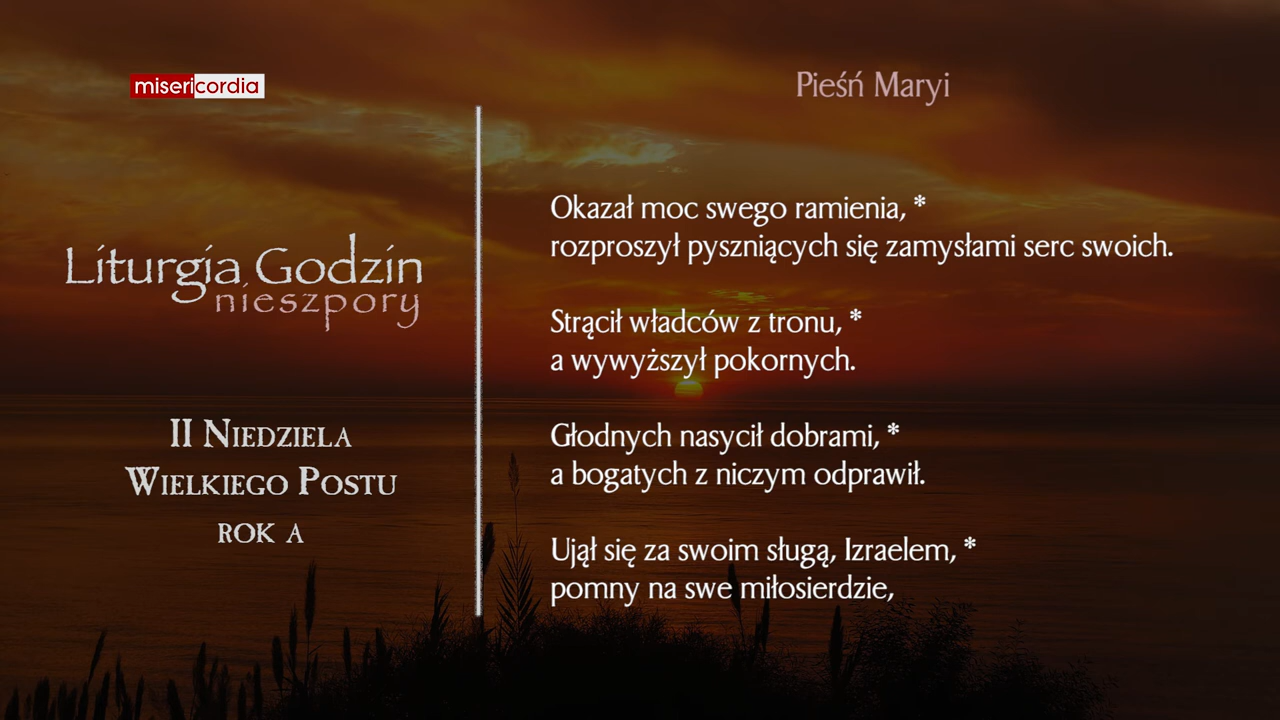 misericordia
Liturgia Godzin
nieszpory
II Niedziela
Wielkiego Postu
rok A
Pieśń Maryi
Okazał moc swego ramienia, *
rozproszył pyszniących się zamysłami serc swoich.
Strącił władców z tronu, *
a wywyższył pokornych.
Głodnych nasycił dobrami, *
a bogatych z niczym odprawił.
Ujął się za swoim sługą, Izraelem, *
pomny na swe miłosierdzie,